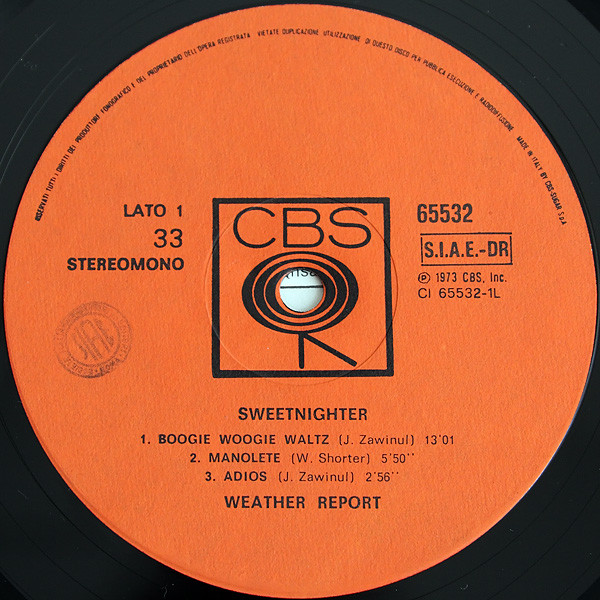 RISERVATI TUTTI I DIRITTI DEL PRODUTTORE FONOGRAFICO E DEL PROPRIETARIO DELL'OPERA REGISTRATA VIETATE DUPLICAZIONE UTILIZZAZIONE DI QUESTO DISCO PER PUBBLICA ESECUZIONE E RADIODIFFUSIONE MADE IN ITALY BY CBS-SUGAR S.p.A
LATO 1
33
STEREOMONO
CBS
65532
S.I.A.E.-DR
℗ 1973 CBS, Inc.
CI 65532-1L
SWEETNIGHTER
1. BOOGIE WOOGIE WALTZ (J. Zawinul) 13'01
2. MANOLETE (W. Shorter) 5'50''
3. ADIOS (J. Zawinul) 2'56''
WEATHER REPORT